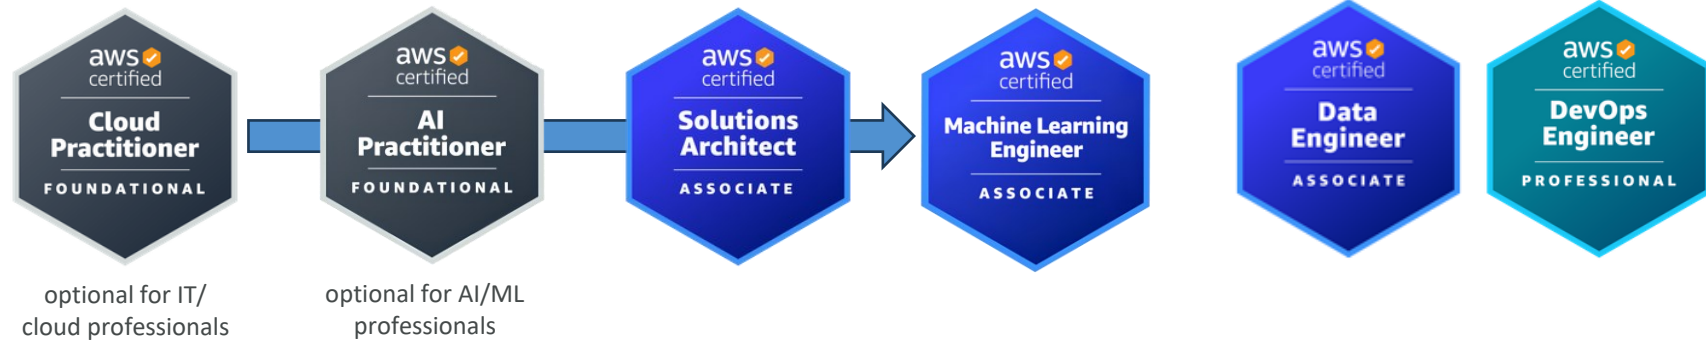 aws
certified
Cloud
Practitioner
FOUNDATIONAL
optional for IT/
cloud professionals
aws
certified
AI
Practitioner
FOUNDATIONAL
optional for AI/ML
professionals
aws
certified
Solutions
Architect
ASSOCIATE
aws
certified
Machine Learning
Engineer
ASSOCIATE
aws
certified
Data
Engineer
ASSOCIATE
aws
certified
DevOps
Engineer
PROFESSIONAL